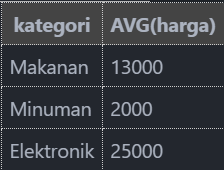 kategori AVG(harga)
Makanan 13000
Minuman 2000
Elektronik 25000